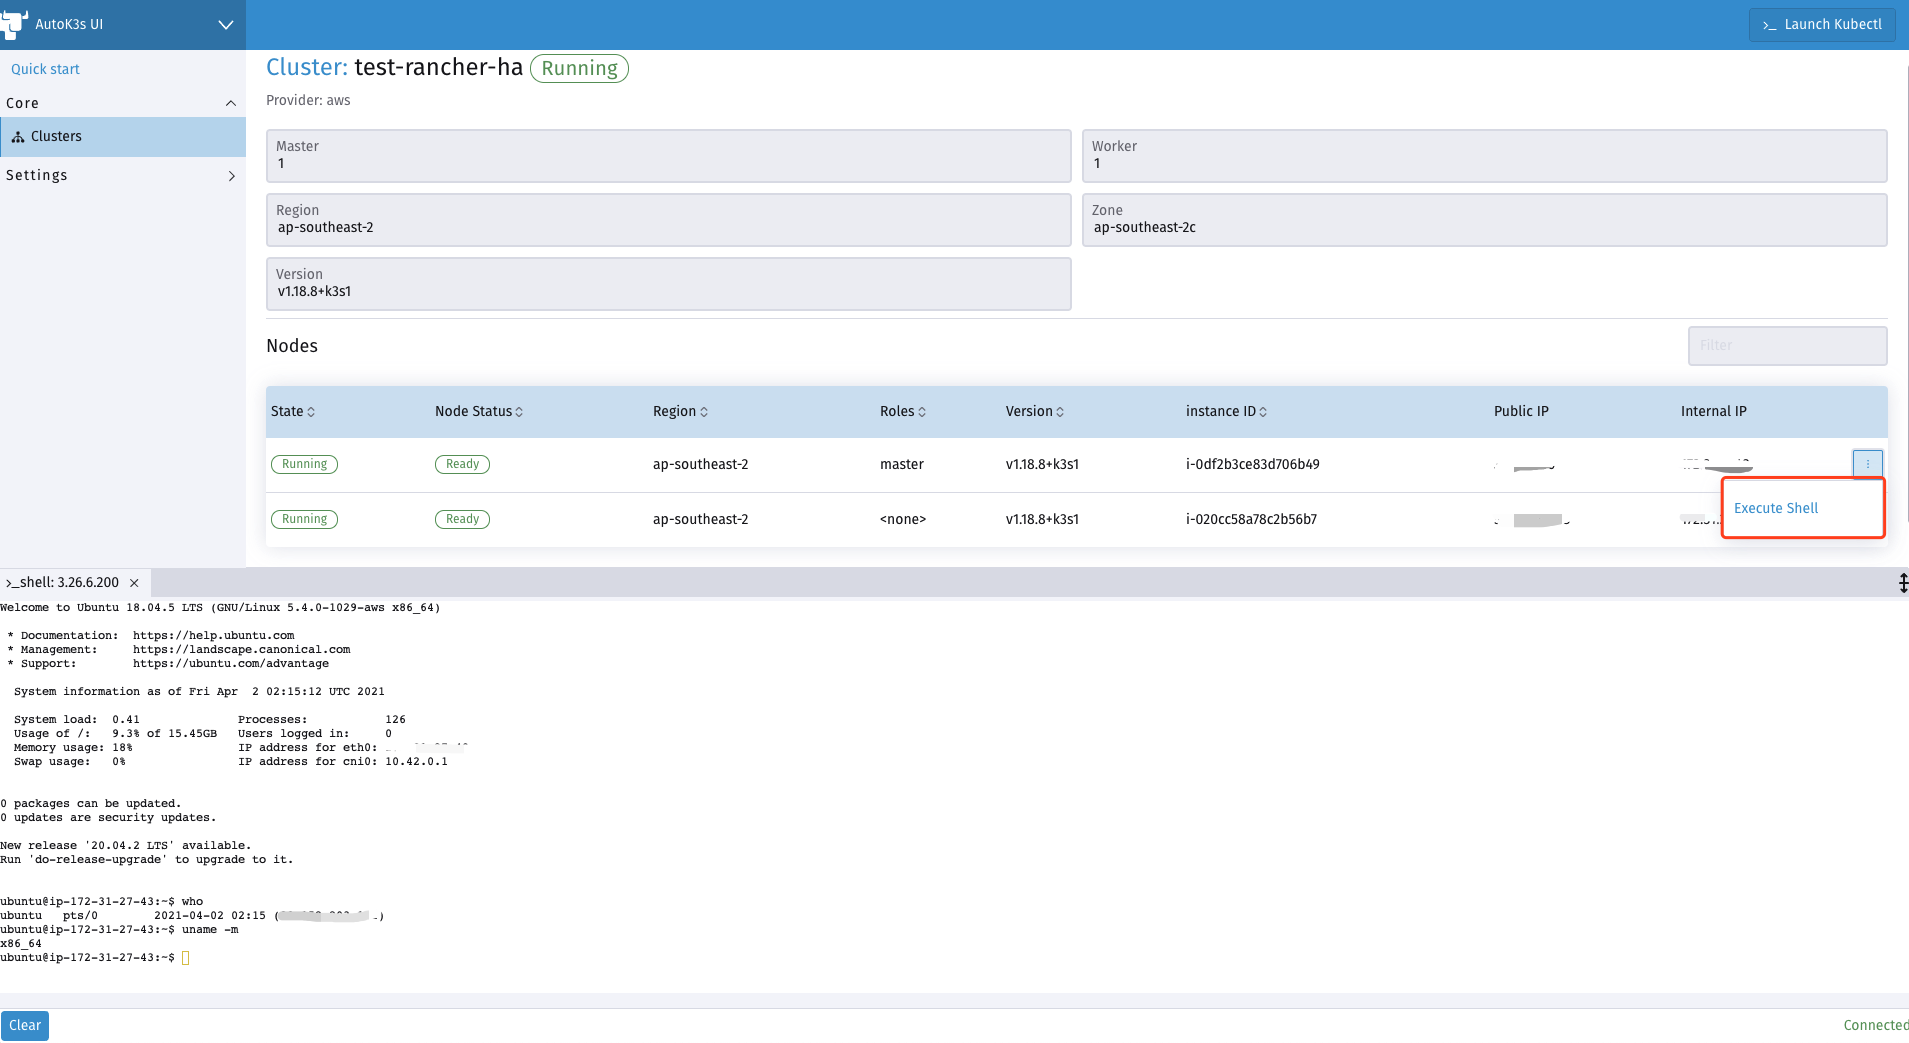 AutoK3s UI
>_ Launch Kubectl
Quick start
Core
Clusters
Settings
Cluster: test-rancher-ha Running
Provider: aws
Master
1
Worker
1
Region
ap-southeast-2
Zone
ap-southeast-2c
Version
v1.18.8+k3s1
Nodes
Filter
State Node Status Region Roles Version instance ID Public IP Internal IP
Running Ready ap-southeast-2 master v1.18.8+k3s1 i-0df2b3ce83d706b49
Running Ready ap-southeast-2 <none> v1.18.8+k3s1 i-020cc58a78c2b56b7
Execute Shell
>_shell: 3.26.6.200 ×
Welcome to Ubuntu 18.04.5 LTS (GNU/Linux 5.4.0-1029-aws x86_64)
* Documentation: https://help.ubuntu.com
* Management: https://landscape.canonical.com
* Support: https://ubuntu.com/advantage
System information as of Fri Apr 2 02:15:12 UTC 2021
System load: 0.41 Processes: 126
Usage of /: 9.3% of 15.45GB Users logged in: 0
Memory usage: 18% IP address for eth0:
Swap usage: 0% IP address for cni0: 10.42.0.1
0 packages can be updated.
0 updates are security updates.
New release '20.04.2 LTS' available.
Run 'do-release-upgrade' to upgrade to it.
ubuntu@ip-172-31-27-43:~$ who
ubuntu pts/0 2021-04-02 02:15 ( )
ubuntu@ip-172-31-27-43:~$ uname -m
x86_64
ubuntu@ip-172-31-27-43:~$
Clear
Connected